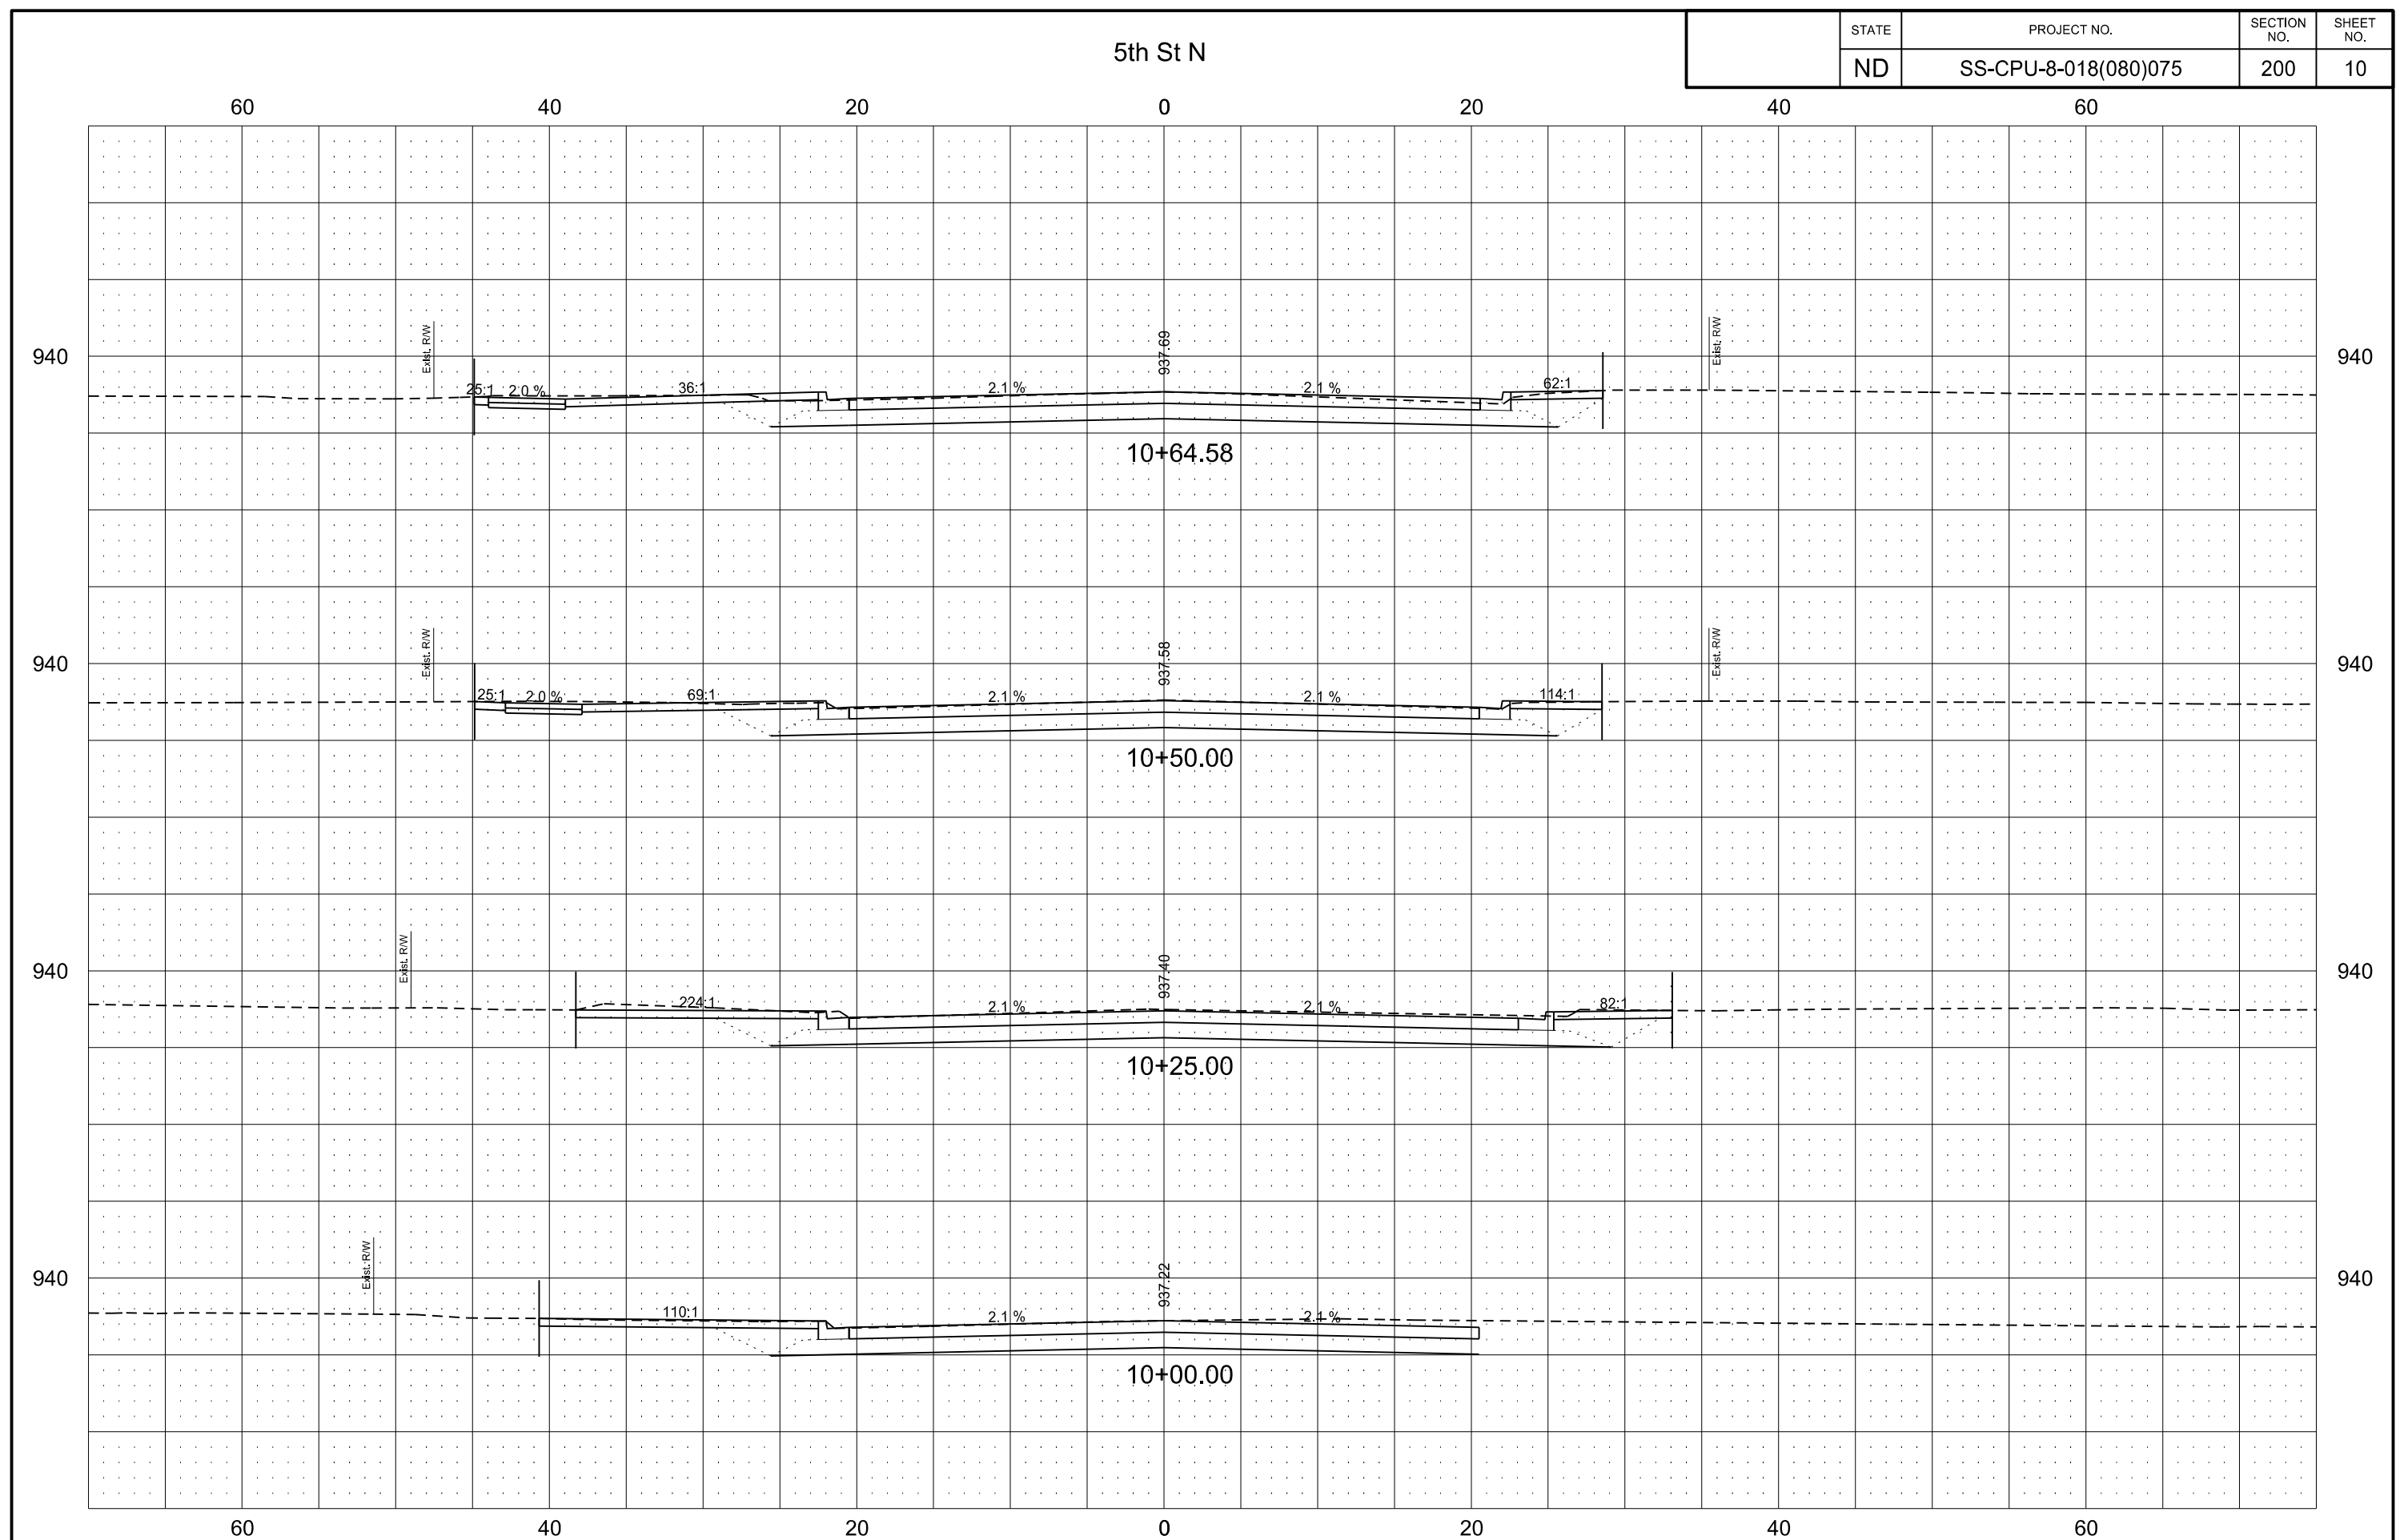 5th St N
STATE PROJECT NO. SECTION NO. SHEET NO.
ND SS-CPU-8-018(080)075 200 10
60 40 20 0 20 40 60
Exist. R/W 937.69 Exist. R/W
940 940
25:1 2.0 % 36:1 2.1 % 2.1 % 62:1
10+64.58
Exist. R/W 937.58 Exist. R/W
940 940
25:1 2.0 % 69:1 2.1 % 2.1 % 114:1
10+50.00
Exist. R/W 937.40
940 940
224:1 2.1 % 2.1 % 82:1
10+25.00
Exist. R/W 937.22
940 940
110:1 2.1 % 2.1 %
10+00.00
60 40 20 0 20 40 60